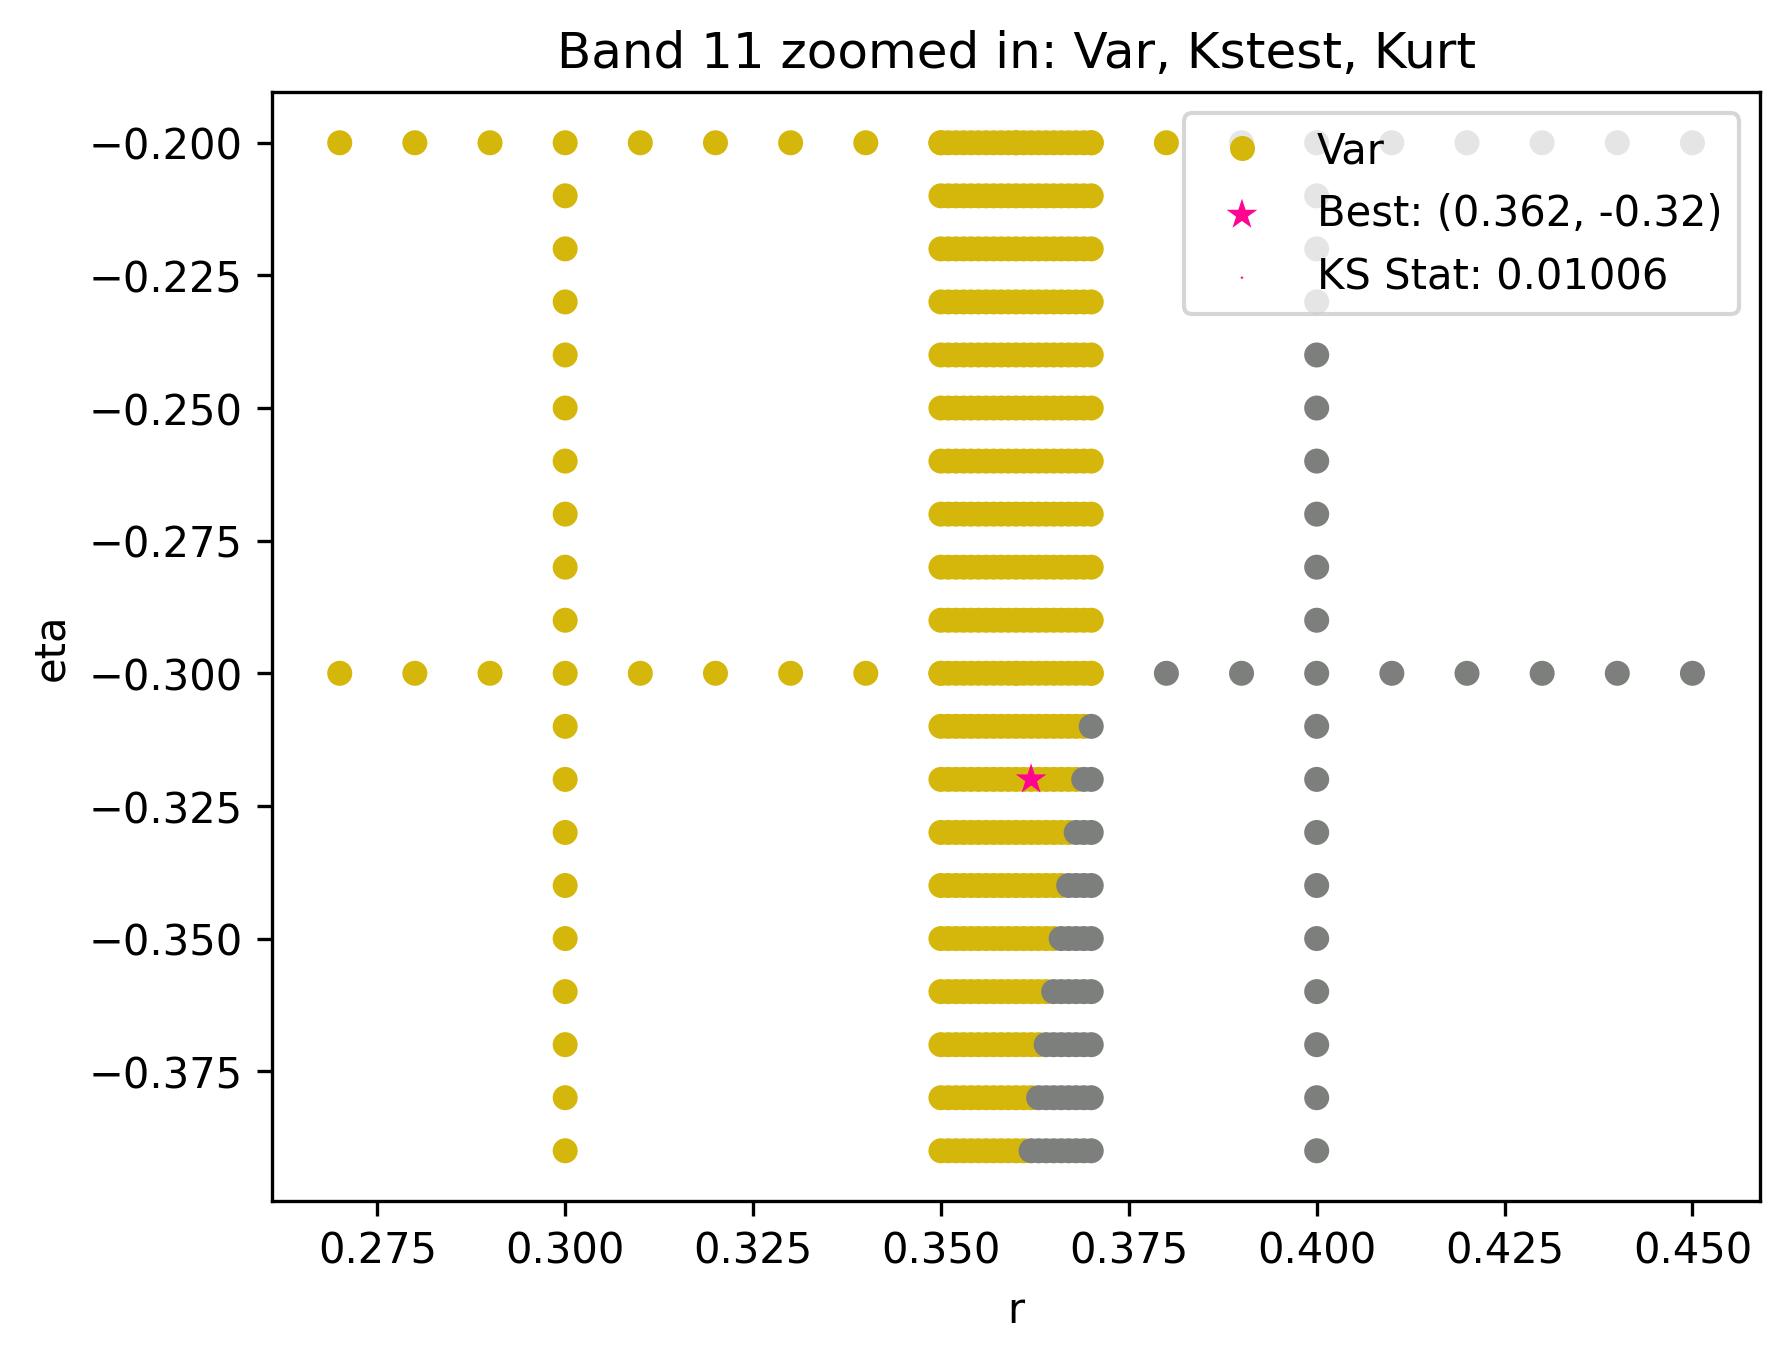 Band 11 zoomed in: Var, Kstest, Kurt
Var
Best: (0.362, -0.32)
KS Stat: 0.01006
eta
−0.200
−0.225
−0.250
−0.275
−0.300
−0.325
−0.350
−0.375
0.275
0.300
0.325
0.350
0.375
0.400
0.425
0.450
r